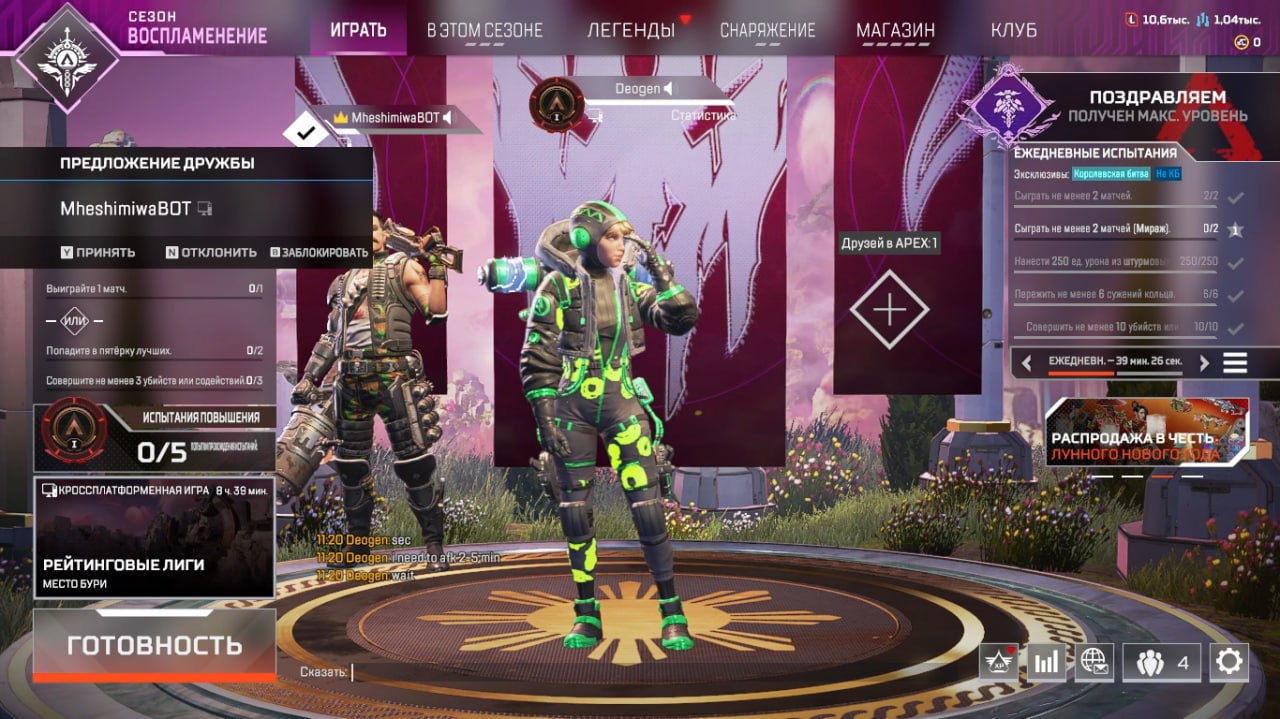 СЕЗОН
ВОСПЛАМЕНЕНИЕ
ИГРАТЬ
В ЭТОМ СЕЗОНЕ
ЛЕГЕНДЫ
СНАРЯЖЕНИЕ
МАГАЗИН
КЛУБ
10,6тыс. 1,04тыс.
0
MheshimiwaBOT
Deogen
Статистика
ПОЗДРАВЛЯЕМ
ПОЛУЧЕН МАКС. УРОВЕНЬ
ПРЕДЛОЖЕНИЕ ДРУЖБЫ
MheshimiwaBOT
Y ПРИНЯТЬ N ОТКЛОНИТЬ B ЗАБЛОКИРОВАТЬ
Выиграйте 1 матч. 0/1
ИЛИ
Попадите в пятёрку лучших. 0/2
Совершите не менее 3 убийств или содействий. 0/3
I
ИСПЫТАНИЯ ПОВЫШЕНИЯ
0/5
КРОССПЛАТФОРМЕННАЯ ИГРА 8 ч. 39 мин.
РЕЙТИНГОВЫЕ ЛИГИ
МЕСТО БУРИ
ГОТОВНОСТЬ
11:20 Deogen: sec
11:20 Deogen: i need to afk 2-5 min
11:20 Deogen: wait
Сказать:
Друзей в APEX: 1
ЕЖЕДНЕВНЫЕ ИСПЫТАНИЯ
Эксклюзивы: Королевская битва Не КБ
Сыграть не менее 2 матчей. 2/2
Сыграть не менее 2 матчей (Мираж). 0/2
1
Нанести 250 ед. урона из штурмовы 250/250
Пережить не менее 6 сужений кольца. 6/6
Совершить не менее 10 убийств или 10/10
ЕЖЕДНЕВН. – 39 мин. 26 сек.
РАСПРОДАЖА В ЧЕСТЬ
ЛУННОГО НОВОГО ГОДА
XP
4